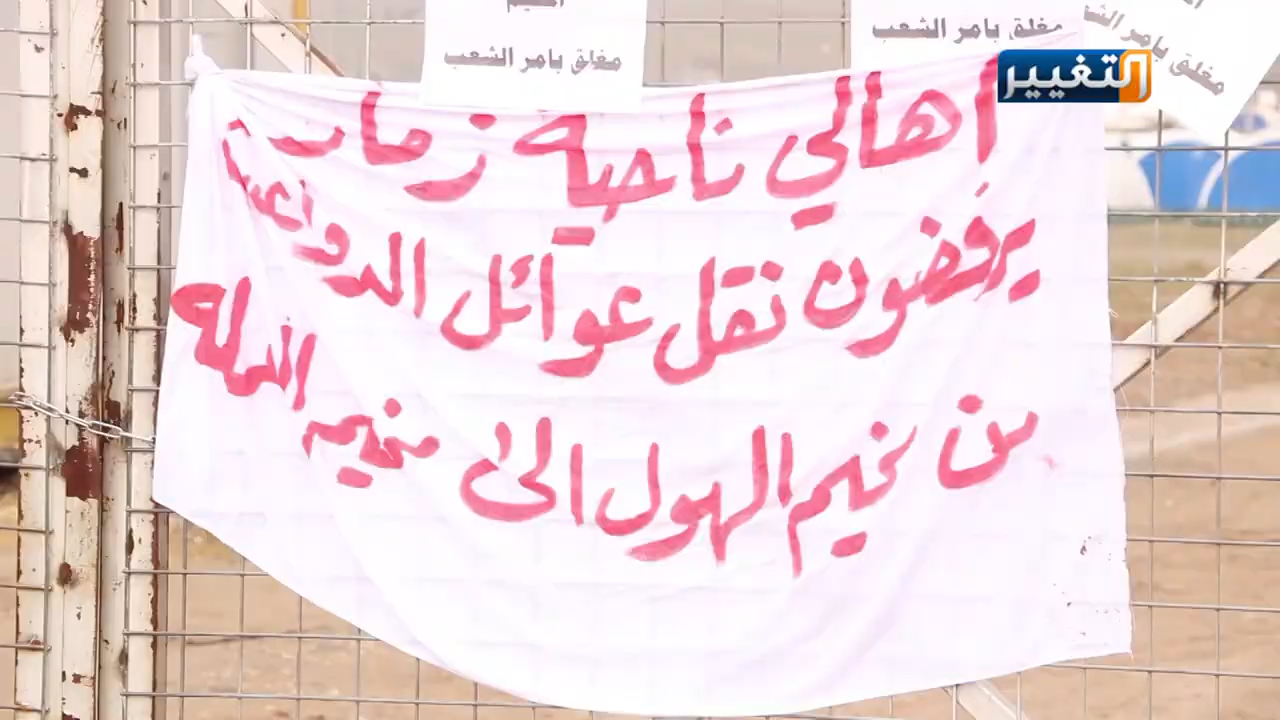 مغلق بامر الشعب
مغلق بامر الشعب
مغلق بامر الشعب
التغيير
اهالي ناحية زمار
يرفضون نقل عوائل الدواعش
من مخيم الهول الى مخيم